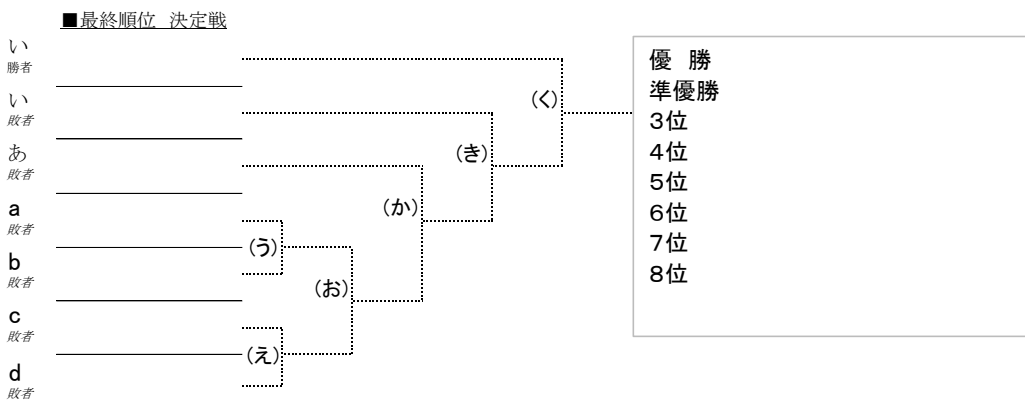 ■最終順位 決定戦
い
勝者
い
敗者
あ
敗者
a
敗者
b
敗者
c
敗者
d
敗者
(う)
(え)
(お)
(か)
(き)
(く)
優 勝
準優勝
3位
4位
5位
6位
7位
8位